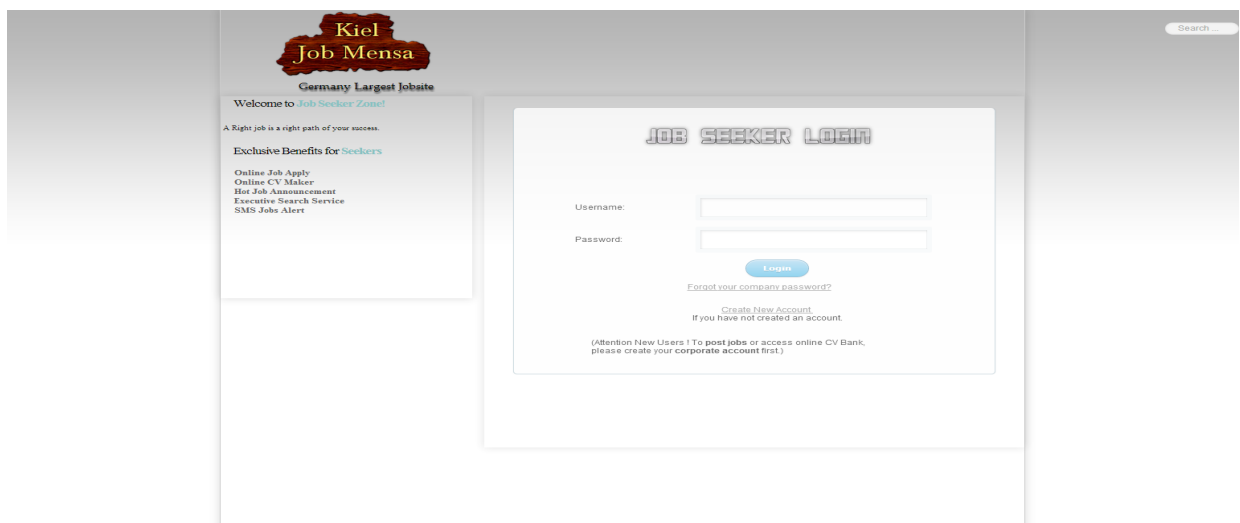 Kiel
Job Mensa
Germany Largest Jobsite
Search ...
Welcome to Job Seeker Zone!
A Right job is a right path of your success.
Exclusive Benefits for Seekers
Online Job Apply
Online CV Maker
Hot Job Announcement
Executive Search Service
SMS Jobs Alert
JOB SEEKER LOGIN
Username:
Password:
Login
Forgot your company password?
Create New Account.
If you have not created an account.
(Attention New Users ! To post jobs or access online CV Bank,
please create your corporate account first.)